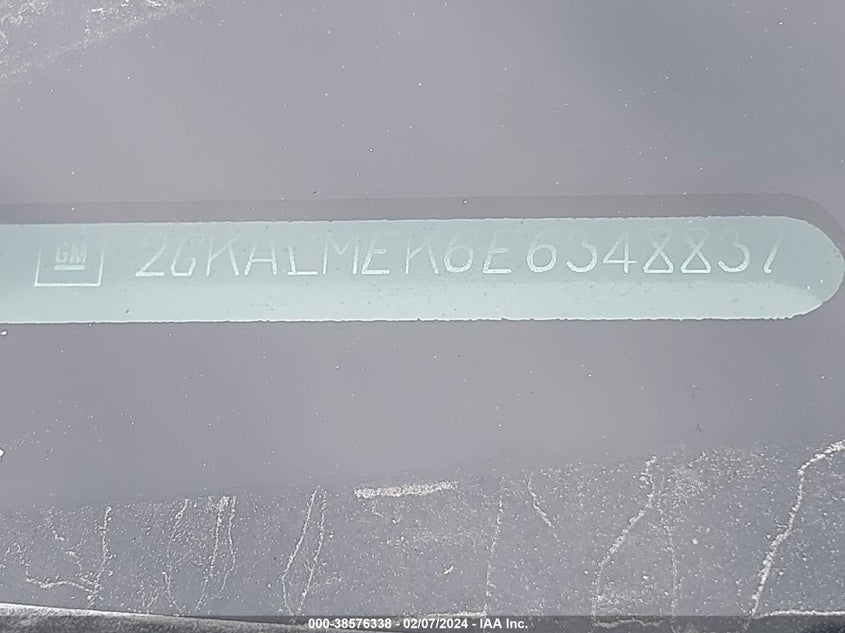 GM 2GKALMEK6E6348837
000-38576338 - 02/07/2024 - IAA Inc.